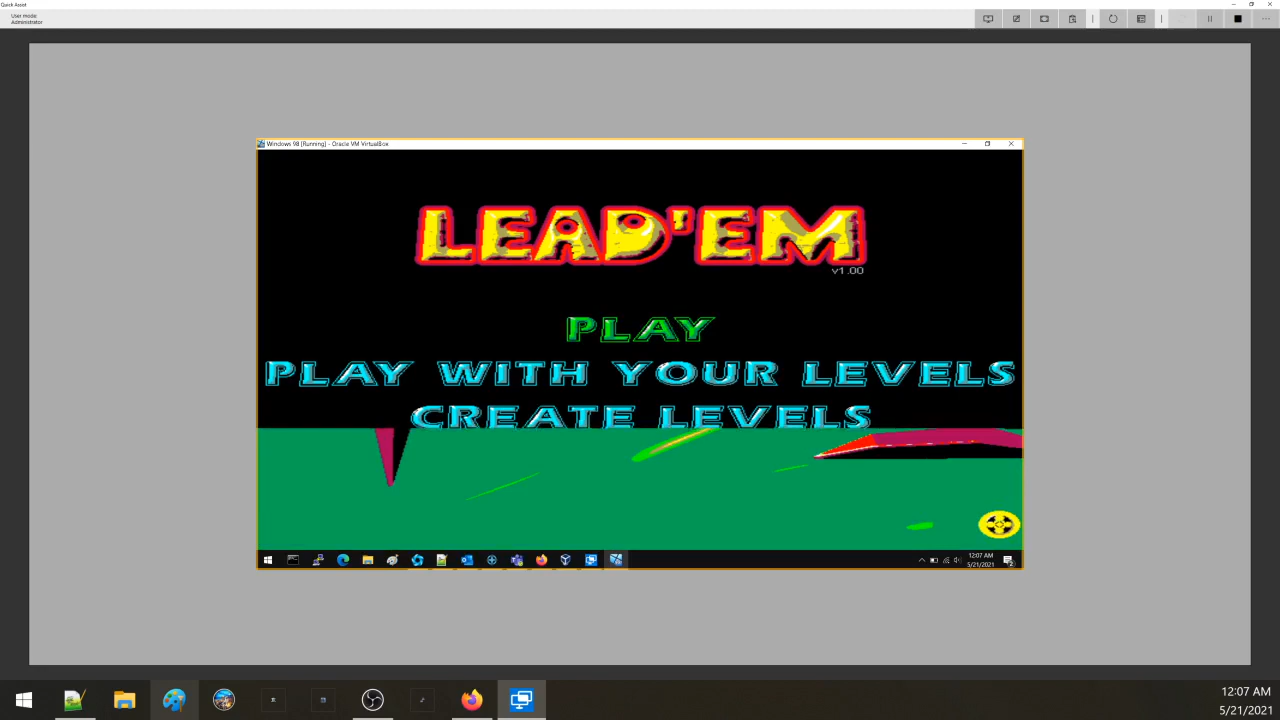 Quick Assist
User mode:
Administrator
Windows 98 [Running] - Oracle VM VirtualBox
LEAD'EM
v1.00
PLAY
PLAY WITH YOUR LEVELS
CREATE LEVELS
12:07 AM
5/21/2021
2
12:07 AM
5/21/2021